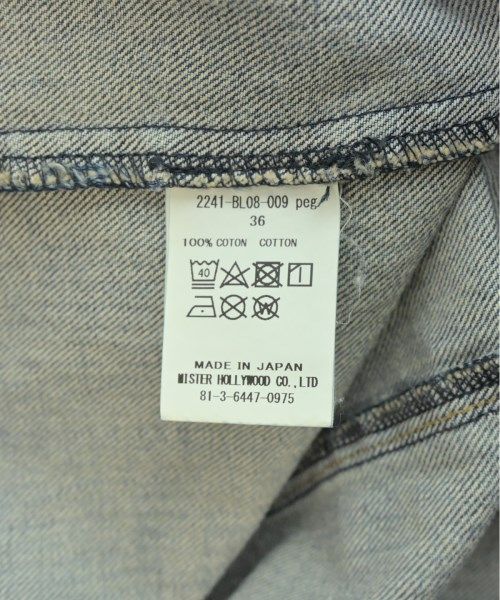 2241-BL08-009 peg
36
100% COTON COTTON
40
W
MADE IN JAPAN
MISTER HOLLYWOOD CO.,LTD
81-3-6447-0975